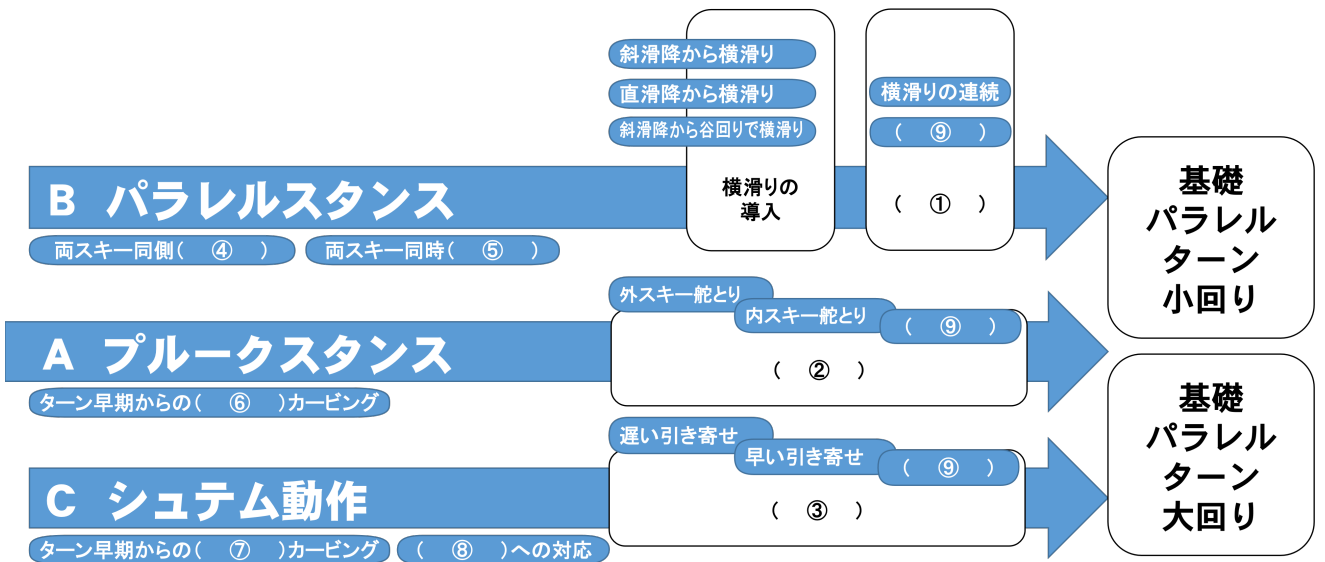 斜滑降から横滑り
直滑降から横滑り
斜滑降から谷回りで横滑り
横滑りの連続
( ⑨ )
B パラレルスタンス
横滑りの
導入
( ① )
両スキー同側( ④ )
両スキー同時( ⑤ )
基礎
パラレル
ターン
小回り
外スキー舵とり
内スキー舵とり
( ⑨ )
A プルークスタンス
( ② )
ターン早期からの( ⑥ )カービング
遅い引き寄せ
早い引き寄せ
( ⑨ )
C シュテム動作
( ③ )
ターン早期からの( ⑦ )カービング
( ⑧ )への対応
基礎
パラレル
ターン
大回り